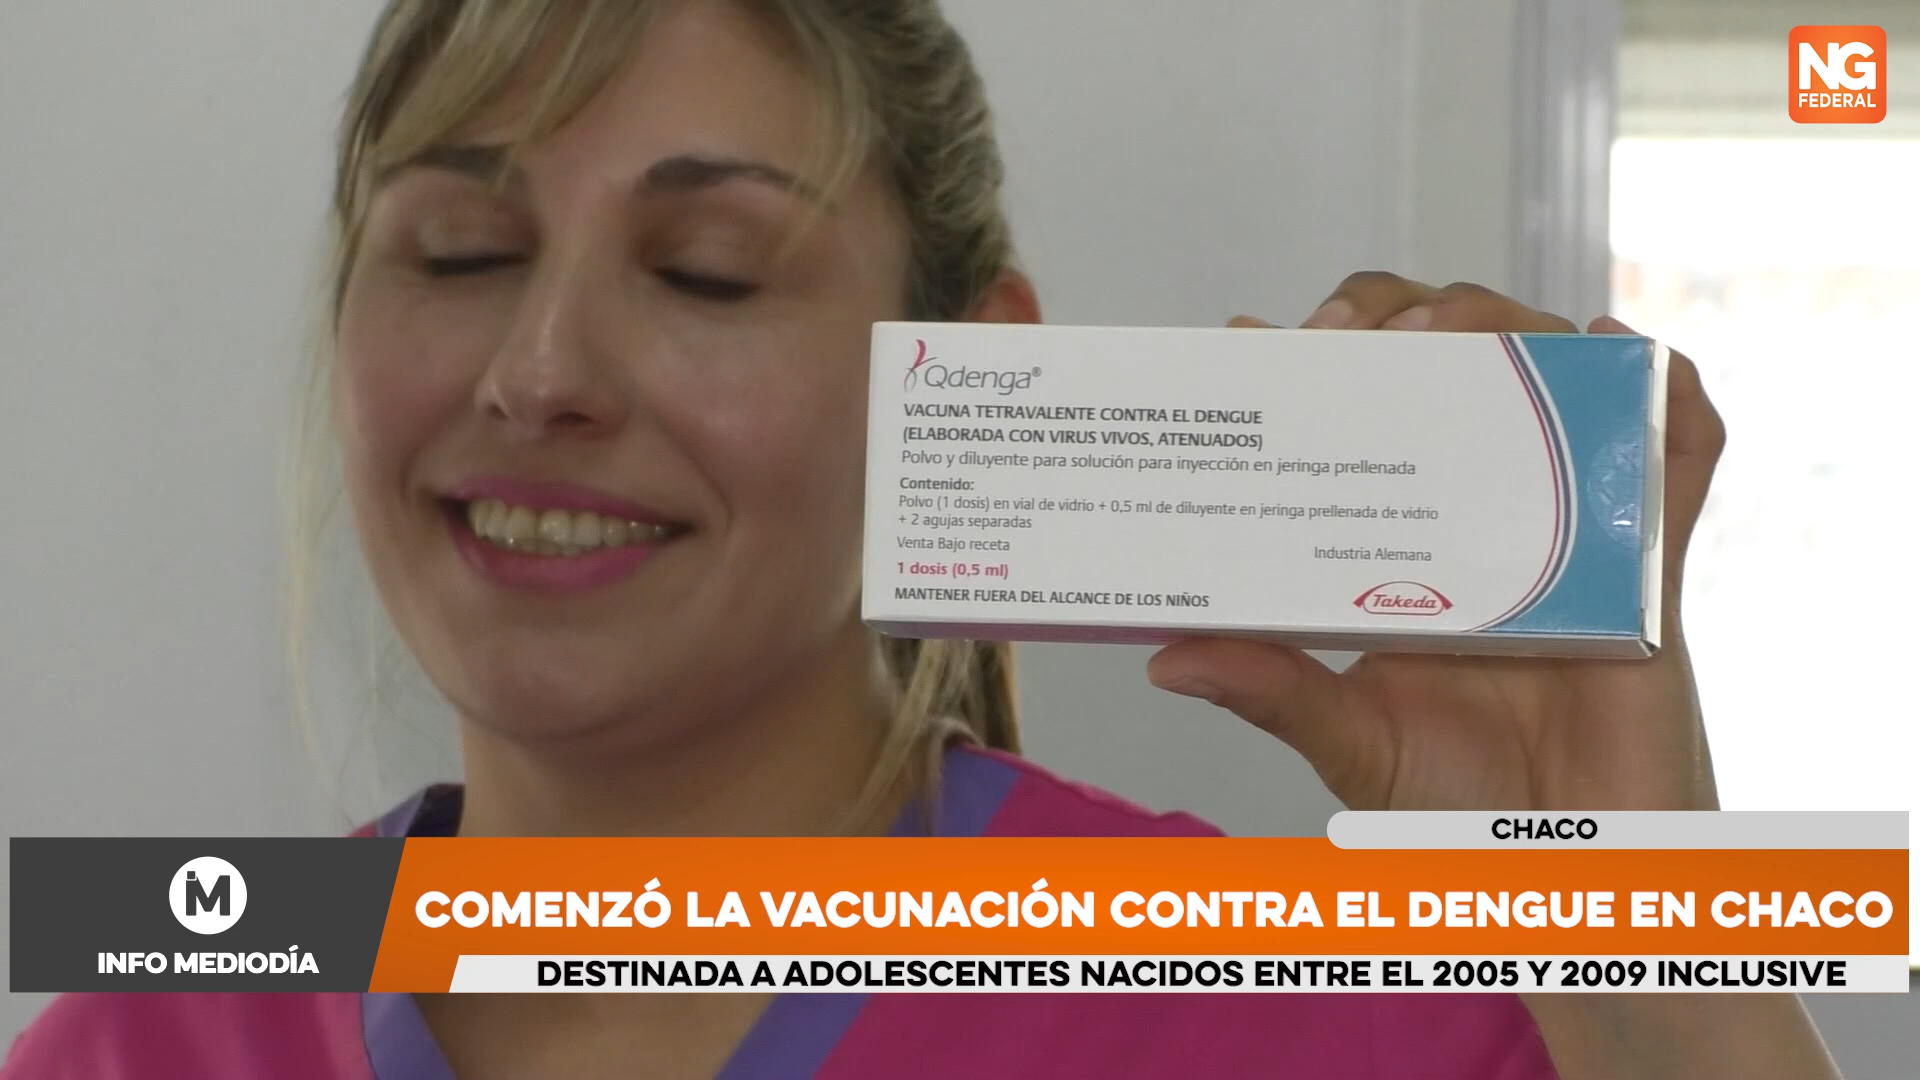 NG
FEDERAL
Qdenga®
VACUNA TETRAVALENTE CONTRA EL DENGUE
(ELABORADA CON VIRUS VIVOS, ATENUADOS)
Polvo y diluyente para solución para inyección en jeringa prellenada
Contenido:
Polvo (1 dosis) en vial de vidrio + 0,5 ml de diluyente en jeringa prellenada de vidrio
+ 2 agujas separadas
Venta Bajo receta
Industria Alemana
1 dosis (0,5 ml)
MANTENER FUERA DEL ALCANCE DE LOS NIÑOS
Takeda
CHACO
iM
INFO MEDIODÍA
COMENZÓ LA VACUNACIÓN CONTRA EL DENGUE EN CHACO
DESTINADA A ADOLESCENTES NACIDOS ENTRE EL 2005 Y 2009 INCLUSIVE